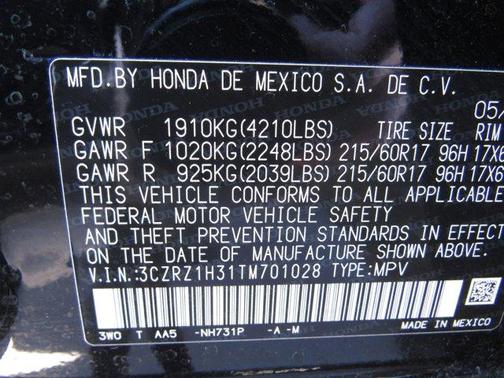 MFD. BY HONDA DE MEXICO S.A. DE C.V.
05/
GVWR 1910KG(4210LBS) TIRE SIZE RIM
GAWR F 1020KG(2248LBS) 215/60R17 96H 17X6
GAWR R 925KG(2039LBS) 215/60R17 96H 17X6
THIS VEHICLE CONFORMS TO ALL APPLICABLE
FEDERAL MOTOR VEHICLE SAFETY
AND THEFT PREVENTION STANDARDS IN EFFECT
ON THE DATE OF MANUFACTURE SHOWN ABOVE.
V.I.N.:3CZRZ1H31TM701028 TYPE:MPV
3WO T AA5 -NH731P -A -M
MADE IN MEXICO